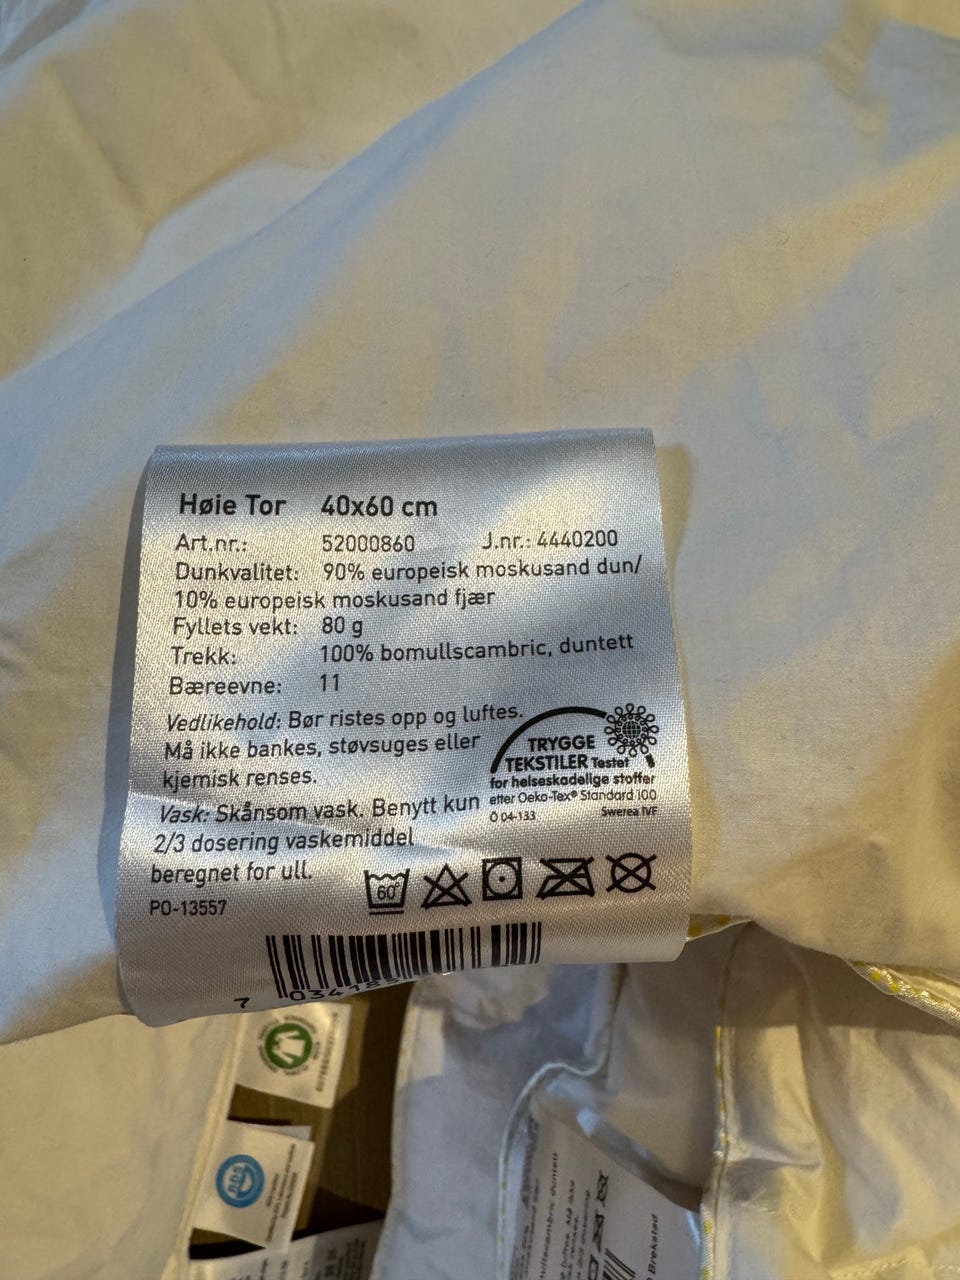 Høie Tor 40x60 cm
Art.nr.: 52000860 J.nr.: 4440200
Dunkvalitet: 90% europeisk moskusand dun/
10% europeisk moskusand fjær
Fyllets vekt: 80 g
Trekk: 100% bomullscambric, duntett
Bæreevne: 11
Vedlikehold: Bør ristes opp og luftes.
Må ikke bankes, støvsuges eller
kjemisk renses.
Vask: Skånsom vask. Benytt kun
2/3 dosering vaskemiddel
beregnet for ull.
PO-13557
TRYGGE
TEKSTILER Testet
for helseskadelige stoffer
etter Oeko-Tex® Standard 100
Ö 04-133 Swerea IVF
60°
7 034185
Brekstad